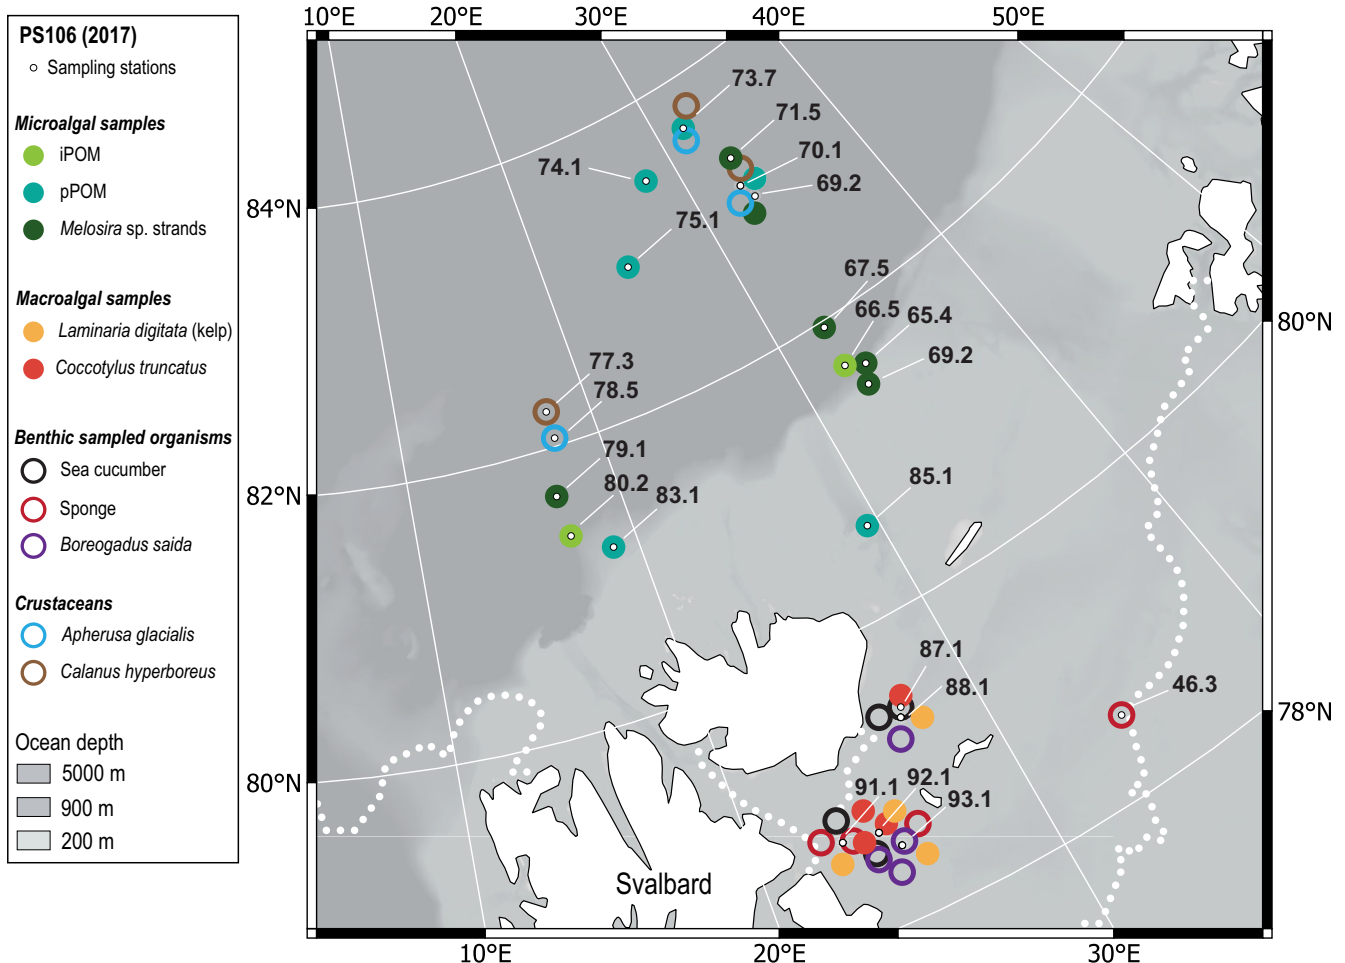 10°E 20°E 30°E 40°E 50°E
PS106 (2017)
Sampling stations
Microalgal samples
iPOM
pPOM
Melosira sp. strands
Macroalgal samples
Laminaria digitata (kelp)
Coccotylus truncatus
Benthic sampled organisms
Sea cucumber
Sponge
Boreogadus saida
Crustaceans
Apherusa glacialis
Calanus hyperboreus
Ocean depth
5000 m
900 m
200 m
84°N
82°N
80°N
80°N
78°N
73.7
71.5
70.1
74.1
69.2
75.1
67.5
66.5
65.4
69.2
77.3
78.5
79.1
80.2
83.1
85.1
87.1
88.1
46.3
91.1
92.1
93.1
Svalbard
10°E 20°E 30°E